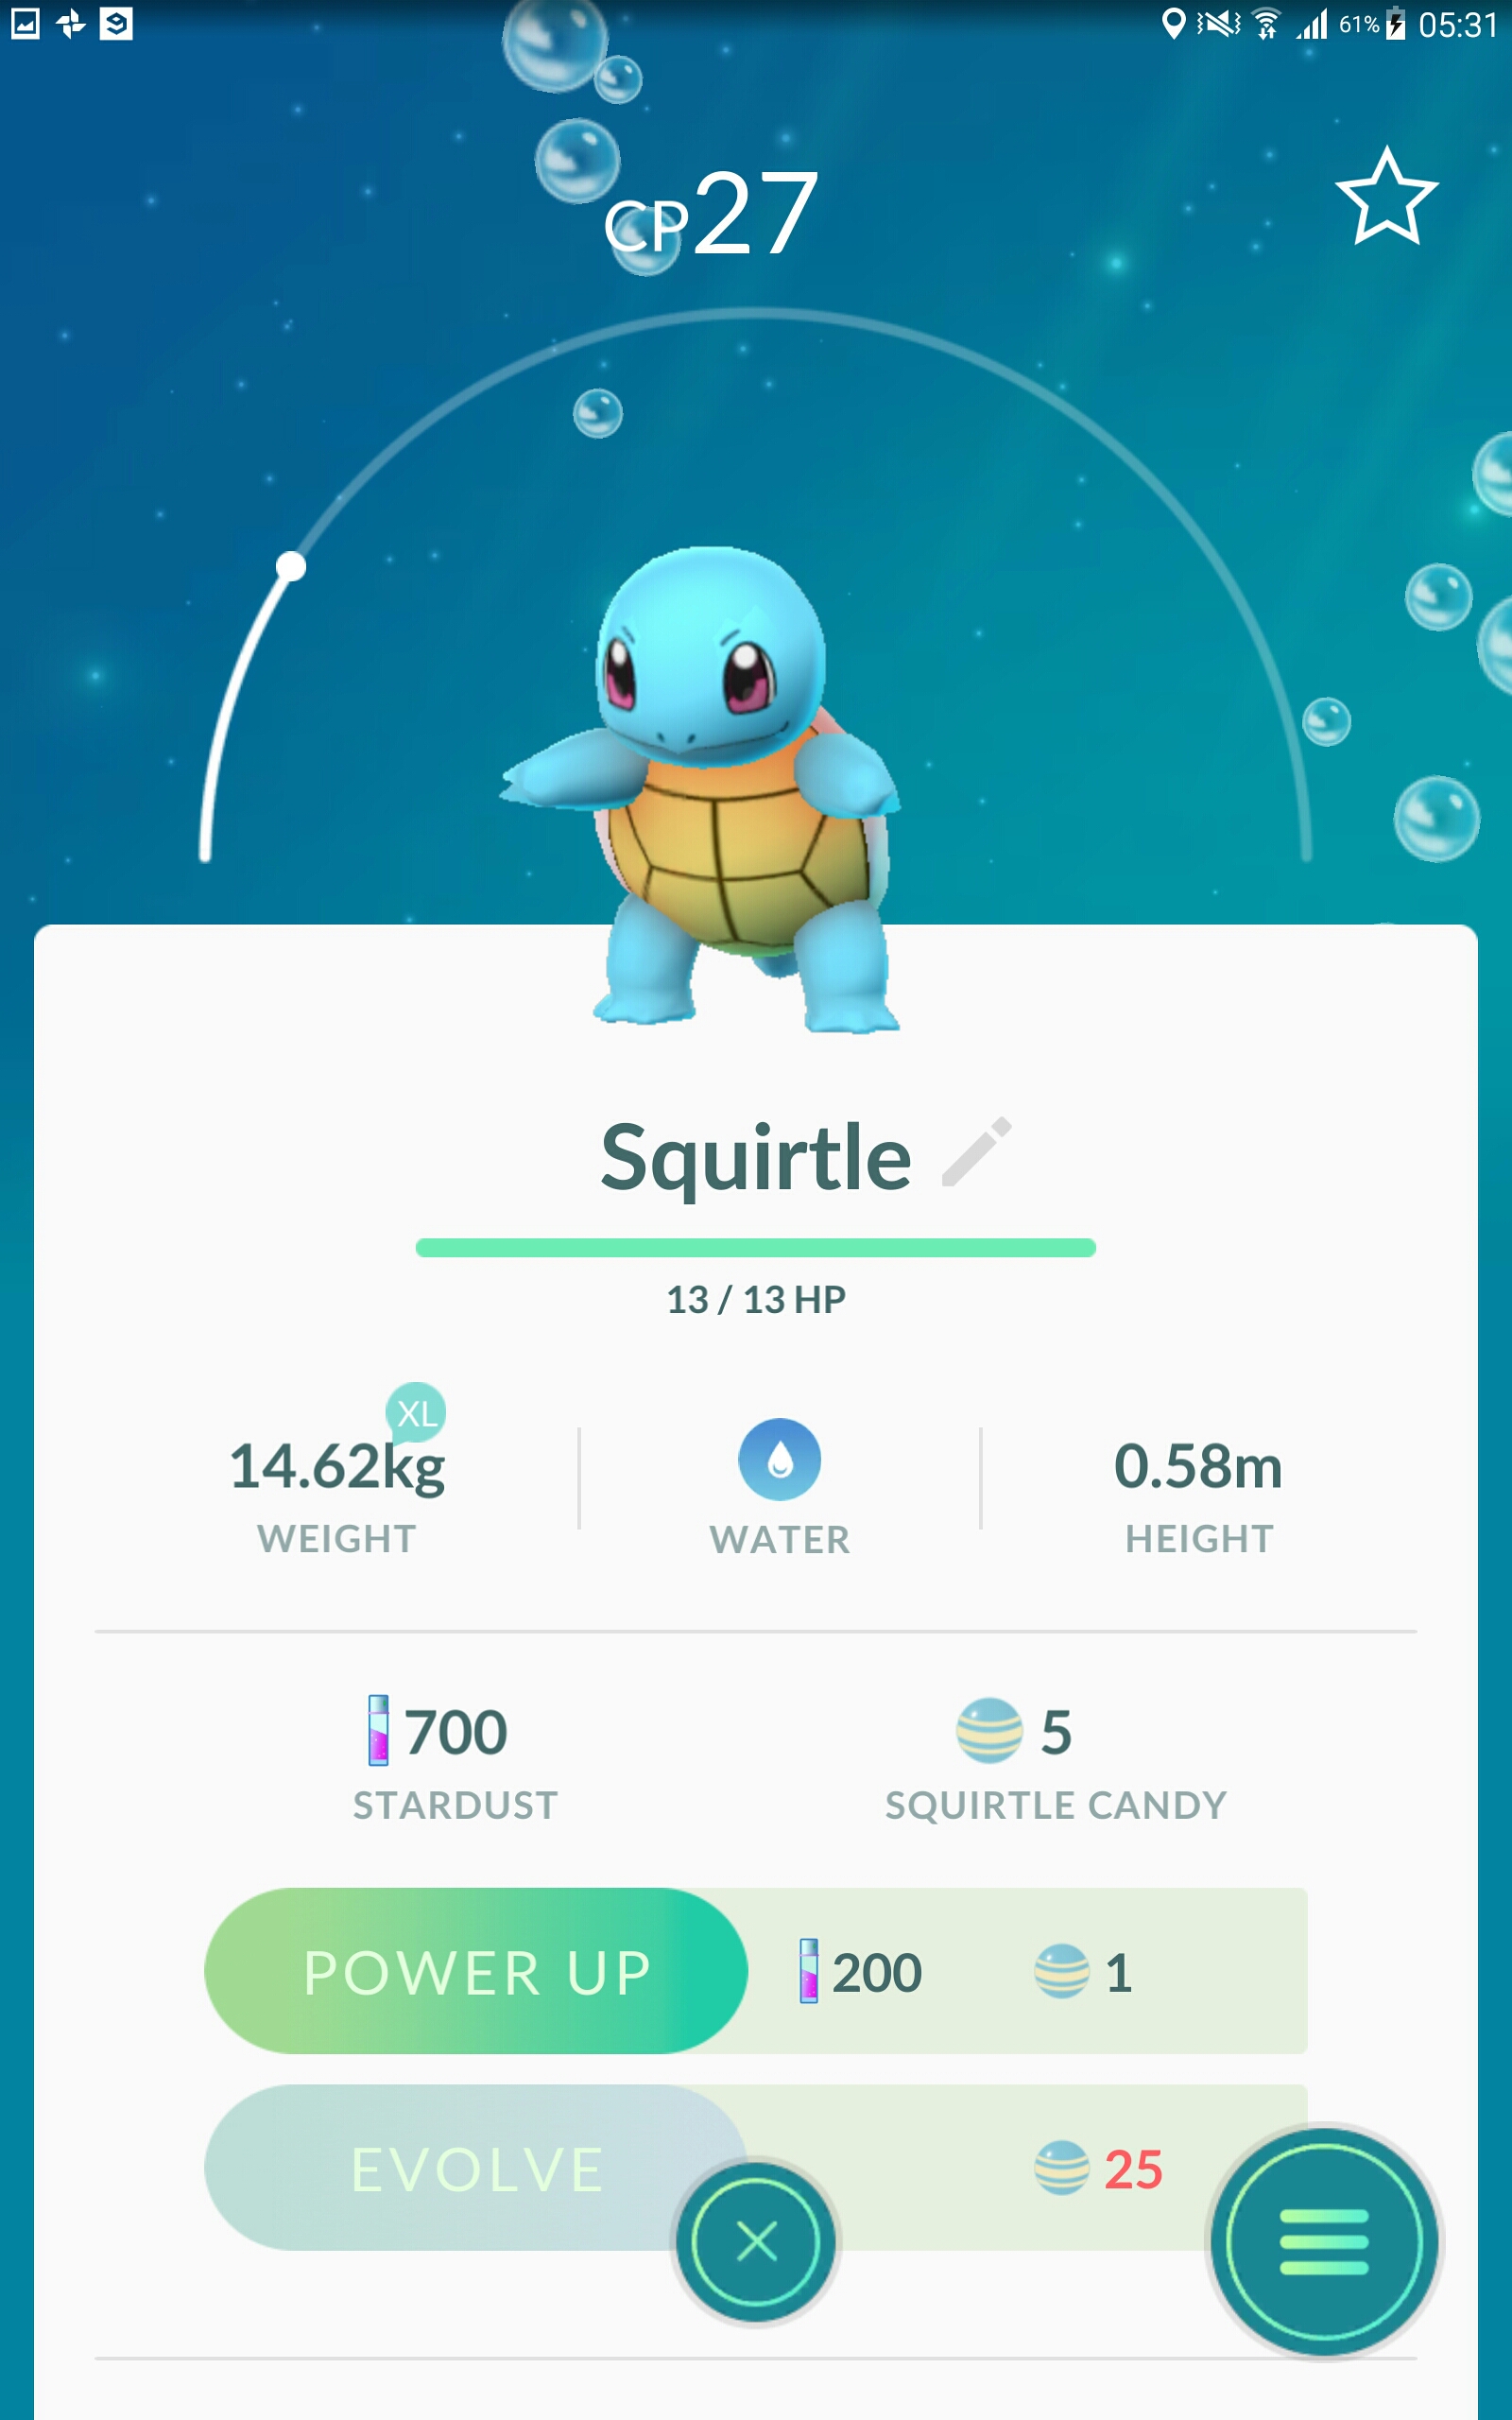 61% 05:31
CP27
Squirtle
13 / 13 HP
XL
14.62kg
WEIGHT
WATER
0.58m
HEIGHT
700
STARDUST
5
SQUIRTLE CANDY
POWER UP 200 1
EVOLVE 25